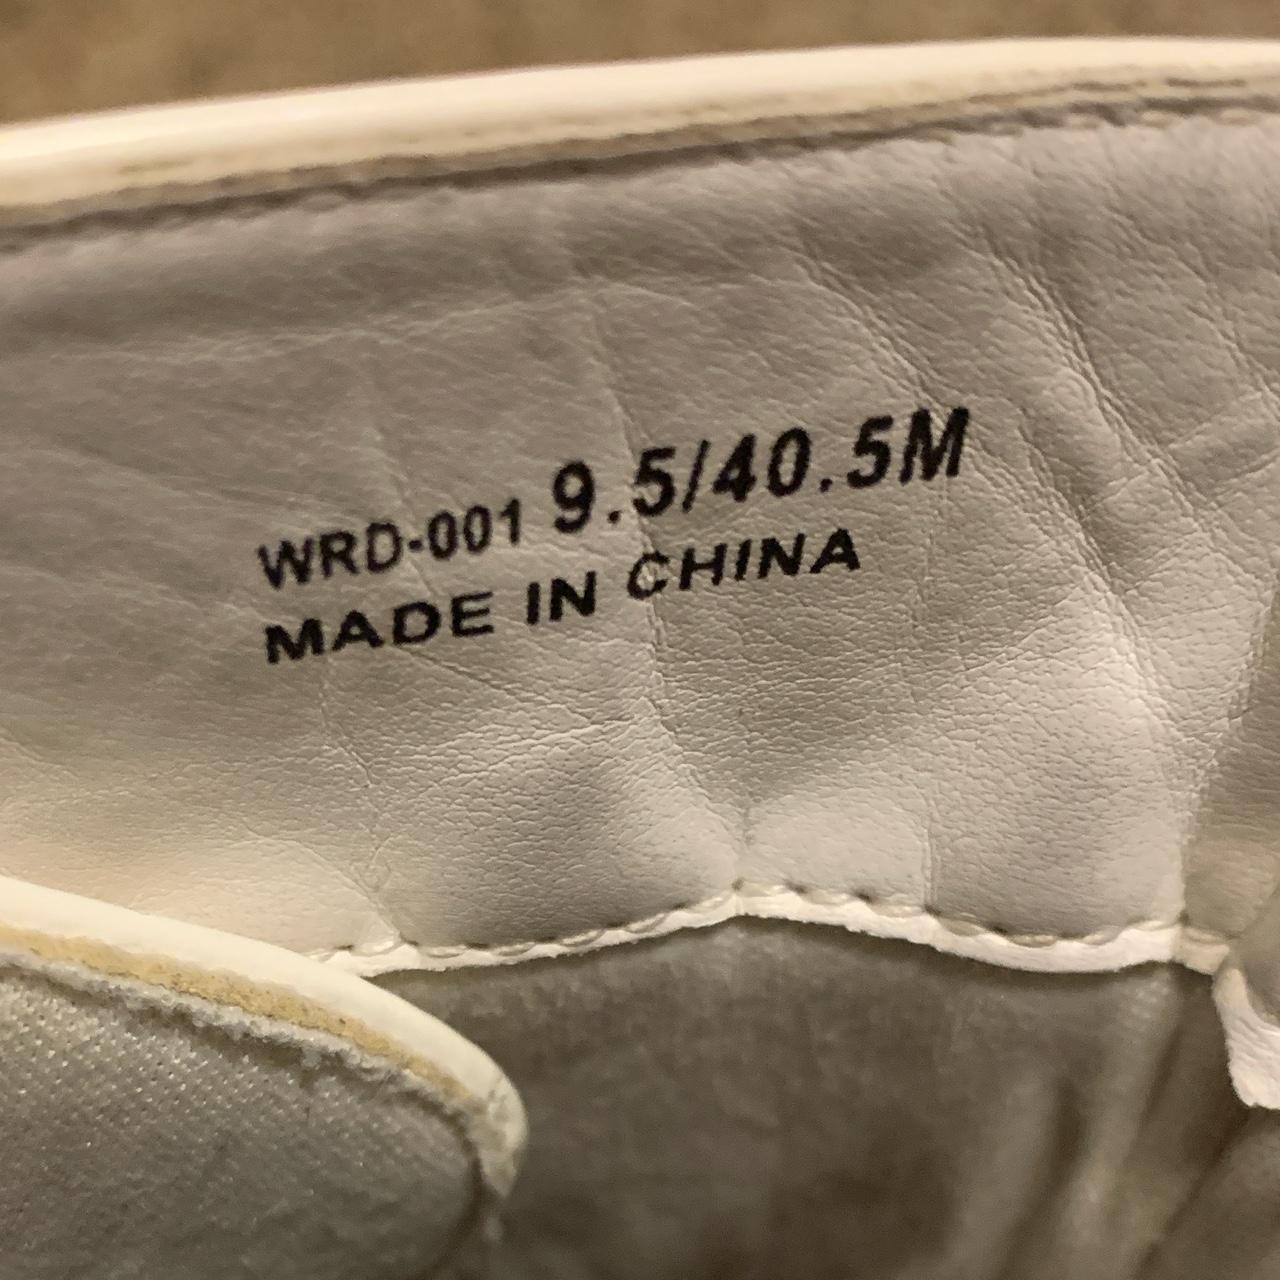 WRD-001 9.5/40.5M
MADE IN CHINA